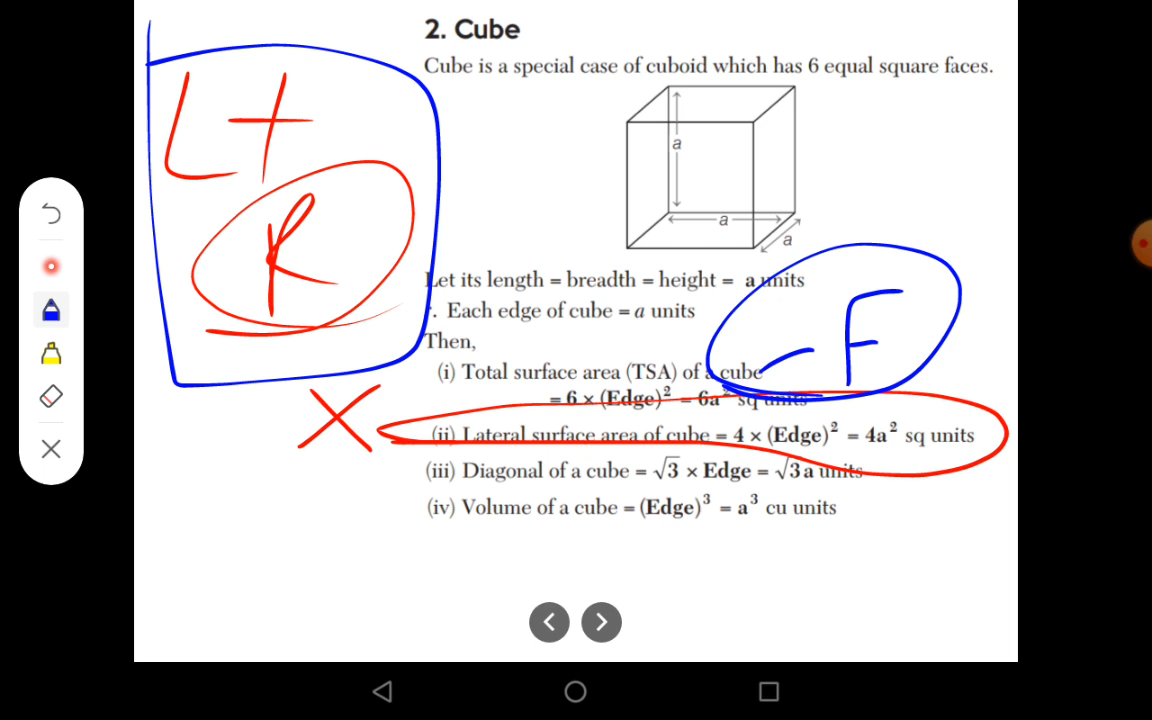 2. Cube
Cube is a special case of cuboid which has 6 equal square faces.
L+
R
a
a
a
Let its length = breadth = height = a units
∴ Each edge of cube = a units
Then,
- F
(i) Total surface area (TSA) of a cube
= 6 × (Edge)² = 6a² sq units
X
(ii) Lateral surface area of cube = 4 × (Edge)² = 4a² sq units
(iii) Diagonal of a cube = √3 × Edge = √3 a units
(iv) Volume of a cube = (Edge)³ = a³ cu units